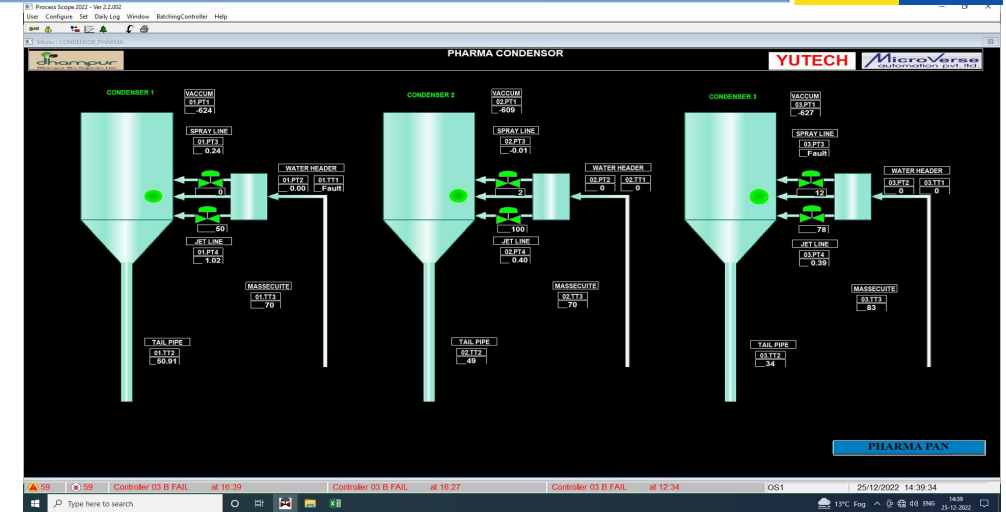 Process Scope 2022 - Ver 2.2.002
User Configure Set Daily Log Window BatchingController Help
Mimic : CONDENSOR_PHARMA
dhampur
PHARMA CONDENSOR
YUTECH
MicroVerse
automation pvt. ltd.
CONDENSER 1
VACCUM
01.PT1
-624
SPRAY LINE
01.PT3
0.24
WATER HEADER
01.PT2 01.TT1
0.00 Fault
0
50
JET LINE
01.PT4
1.02
MASSECUITE
01.TT3
70
TAIL PIPE
01.TT2
50.91
CONDENSER 2
VACCUM
02.PT1
-609
SPRAY LINE
02.PT3
-0.01
WATER HEADER
02.PT2 02.TT1
0 0
2
100
JET LINE
02.PT4
0.40
MASSECUITE
02.TT3
70
TAIL PIPE
02.TT2
49
CONDENSER 3
VACCUM
03.PT1
-627
SPRAY LINE
03.PT3
Fault
WATER HEADER
03.PT2 03.TT1
0 0
12
78
JET LINE
03.PT4
0.39
MASSECUITE
03.TT3
83
TAIL PIPE
03.TT2
34
PHARMA PAN
59 59 Controller 03 B FAIL at 16:39 Controller 03 B FAIL at 16:27 Controller 03 B FAIL at 12:34 OS1 25/12/2022 14:39:34
Type here to search 13°C Fog ENG 14:39
25-12-2022